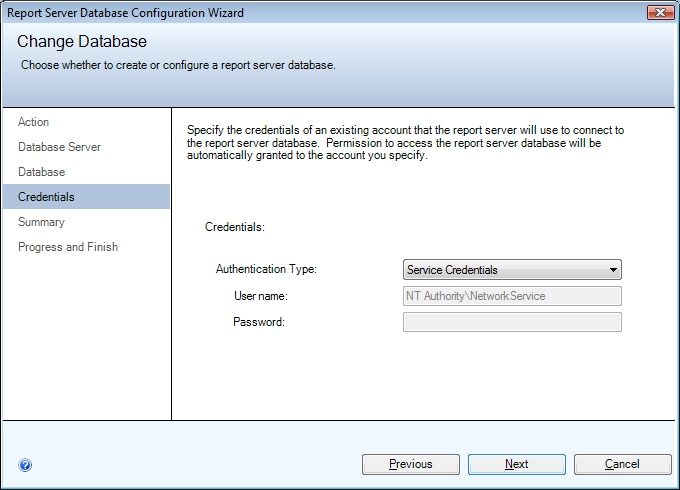 Report Server Database Configuration Wizard
Change Database
Choose whether to create or configure a report server database.
Action
Database Server
Database
Credentials
Summary
Progress and Finish
Specify the credentials of an existing account that the report server will use to connect to
the report server database.  Permission to access the report server database will be
automatically granted to the account you specify.
Credentials:
Authentication Type:
Service Credentials
User name:
NT Authority\NetworkService
Password:
?
Previous
Next
Cancel